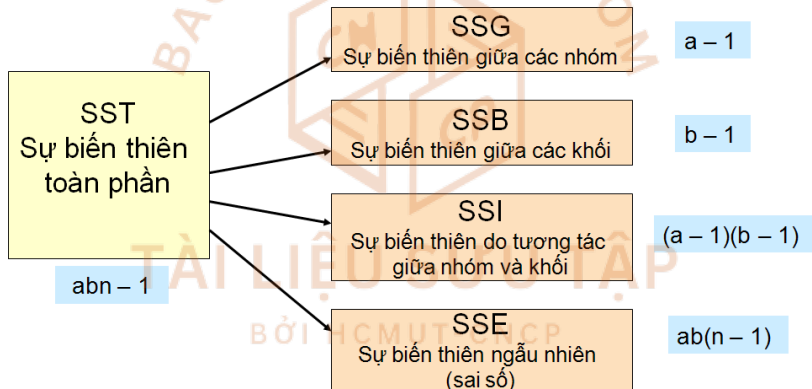 SSG
Sự biến thiên giữa các nhóm
a – 1
SST
Sự biến thiên
toàn phần
abn – 1
SSB
Sự biến thiên giữa các khối
b – 1
SSI
Sự biến thiên do tương tác
giữa nhóm và khối
(a – 1)(b – 1)
SSE
Sự biến thiên ngẫu nhiên
(sai số)
ab(n – 1)
TÀI LIỆU SƯU TẬP
BỞI HCMUT-CNCP